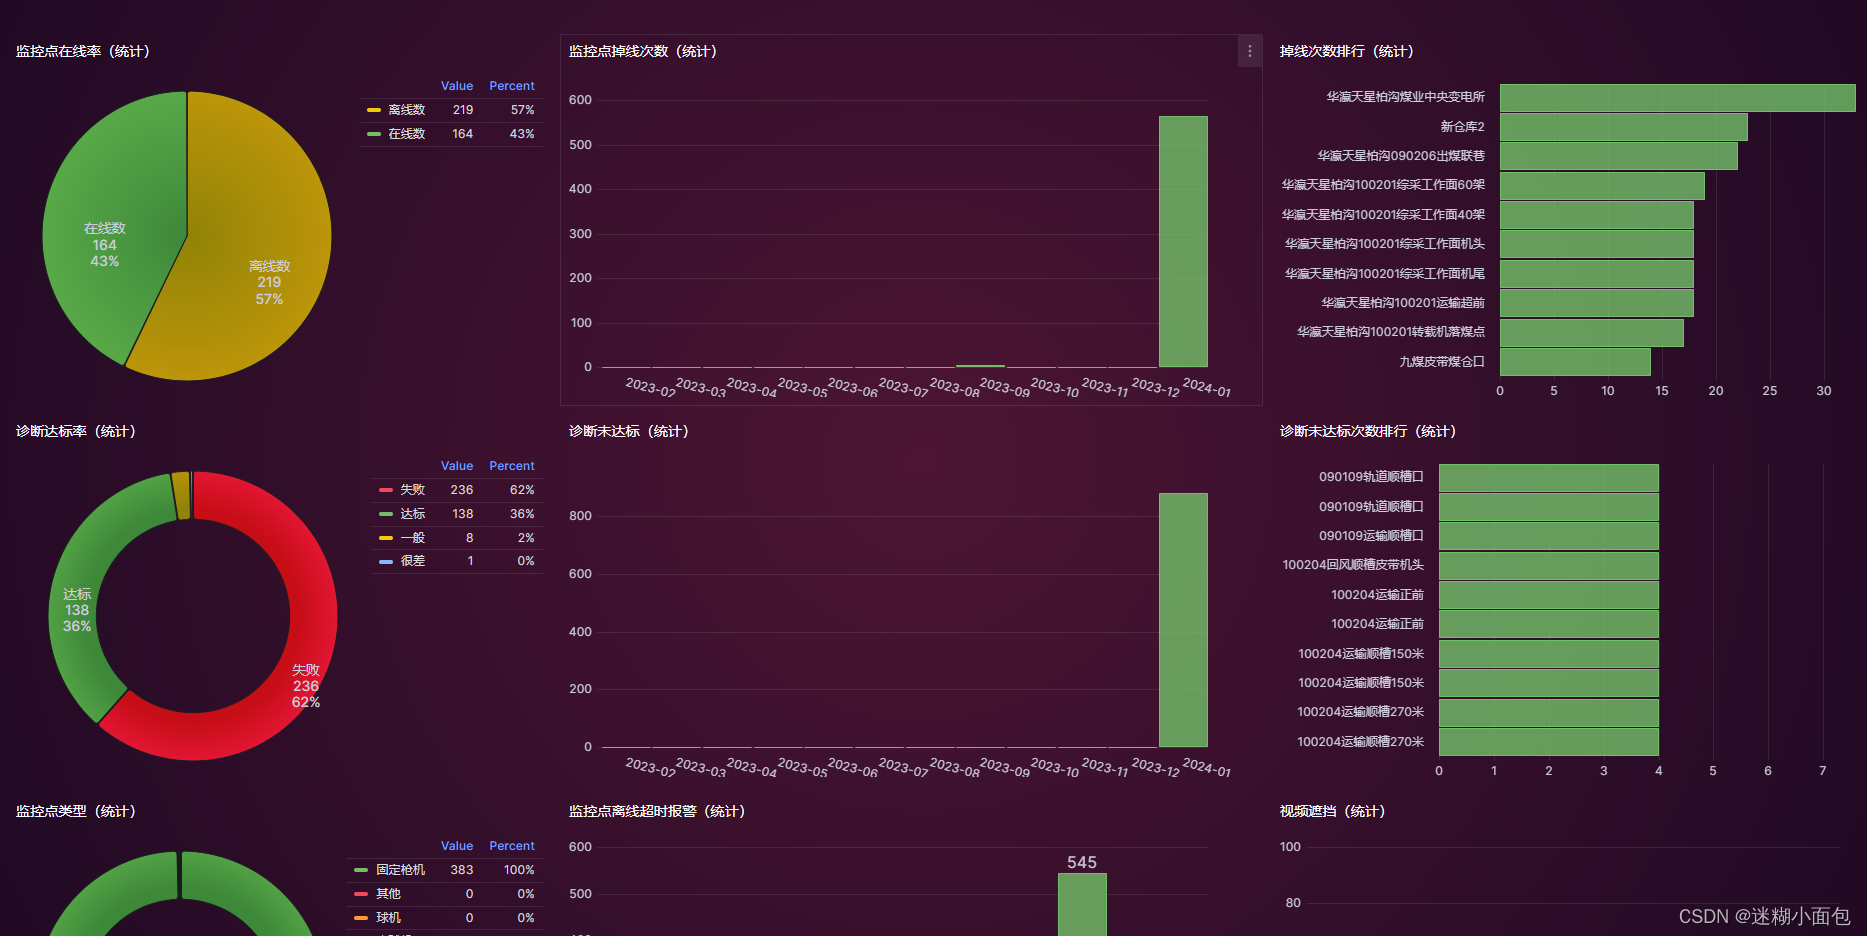 监控点在线率（统计）
Value Percent
离线数 219 57%
在线数 164 43%
在线数
164
43%
离线数
219
57%
监控点掉线次数（统计）
600
500
400
300
200
100
0
2023-02 2023-03 2023-04 2023-05 2023-06 2023-07 2023-08 2023-09 2023-10 2023-11 2023-12 2024-01
掉线次数排行（统计）
华瀛天星柏沟煤业中央变电所
新仓库2
华瀛天星柏沟090206出煤联巷
华瀛天星柏沟100201综采工作面60架
华瀛天星柏沟100201综采工作面40架
华瀛天星柏沟100201综采工作面机头
华瀛天星柏沟100201综采工作面机尾
华瀛天星柏沟100201运输超前
华瀛天星柏沟100201转载机落煤点
九煤皮带煤仓口
0 5 10 15 20 25 30
诊断达标率（统计）
Value Percent
失败 236 62%
达标 138 36%
一般 8 2%
很差 1 0%
达标
138
36%
失败
236
62%
诊断未达标（统计）
800
600
400
200
0
2023-02 2023-03 2023-04 2023-05 2023-06 2023-07 2023-08 2023-09 2023-10 2023-11 2023-12 2024-01
诊断未达标次数排行（统计）
090109轨道顺槽口
090109轨道顺槽口
090109运输顺槽口
100204回风顺槽皮带机头
100204运输正前
100204运输正前
100204运输顺槽150米
100204运输顺槽150米
100204运输顺槽270米
100204运输顺槽270米
0 1 2 3 4 5 6 7
监控点类型（统计）
Value Percent
固定枪机 383 100%
其他 0 0%
球机 0 0%
监控点离线超时报警（统计）
600
545
500
视频遮挡（统计）
100
80
CSDN @迷糊小面包